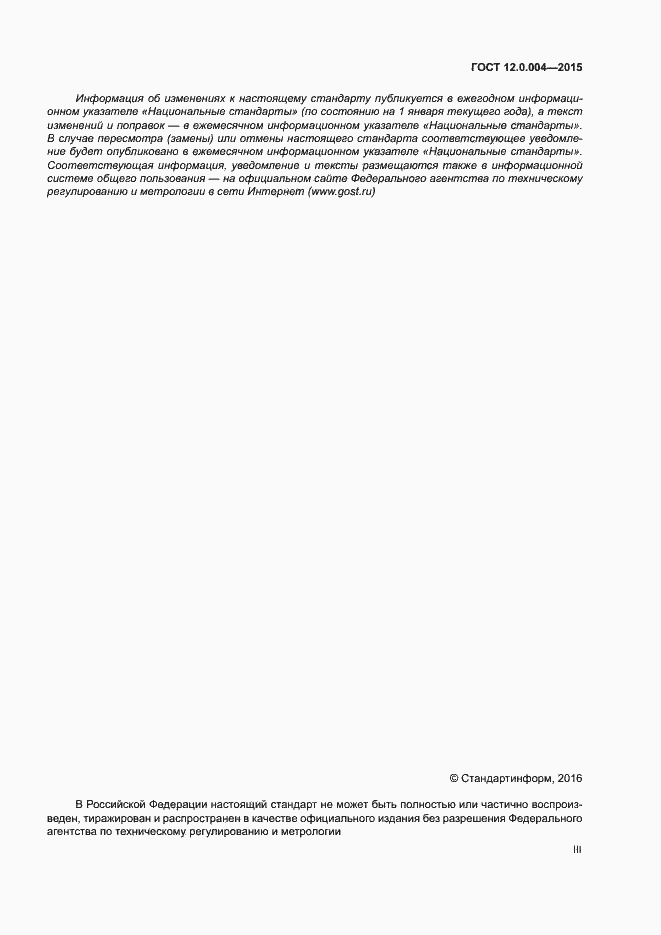 ГОСТ 12.0.004—2015
Информация об изменениях к настоящему стандарту публикуется в ежегодном информаци-
онном указателе «Национальные стандарты» (по состоянию на 1 января текущего года), а текст
изменений и поправок — в ежемесячном информационном указателе «Национальные стандарты».
В случае пересмотра (замены) или отмены настоящего стандарта соответствующее уведомле-
ние будет опубликовано в ежемесячном информационном указателе «Национальные стандарты».
Соответствующая информация, уведомление и тексты размещаются также в информационной
системе общего пользования — на официальном сайте Федерального агентства по техническому
регулированию и метрологии в сети Интернет (www.gost.ru)
© Стандартинформ, 2016
В Российской Федерации настоящий стандарт не может быть полностью или частично воспроиз-
веден, тиражирован и распространен в качестве официального издания без разрешения Федерального
агентства по техническому регулированию и метрологии
III